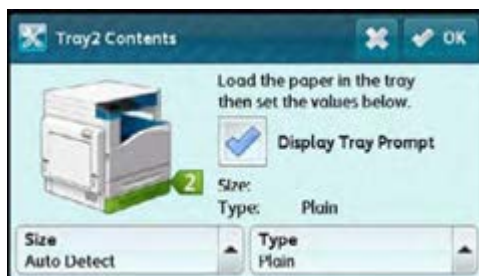 Tray2 Contents
OK
Load the paper in the tray
then set the values below.
Display Tray Prompt
2
Size:
Type: Plain
Size
Auto Detect
Type
Plain